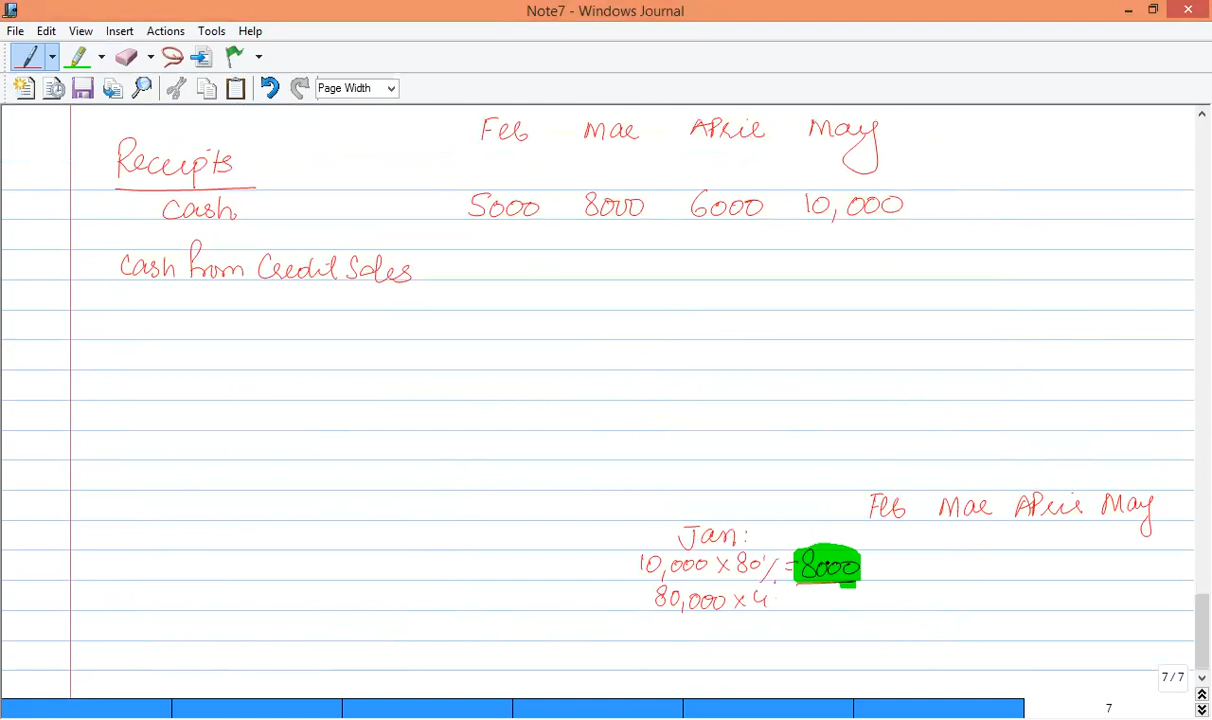 Note7 - Windows Journal
File Edit View Insert Actions Tools Help
Page Width
Feb Mar April May
Receipts
Cash 5000 8000 6000 10,000
Cash from Credit Sales
Feb Mar April May
Jan:
10,000 × 80% = 8000
80,000 × 4
7 / 7
7